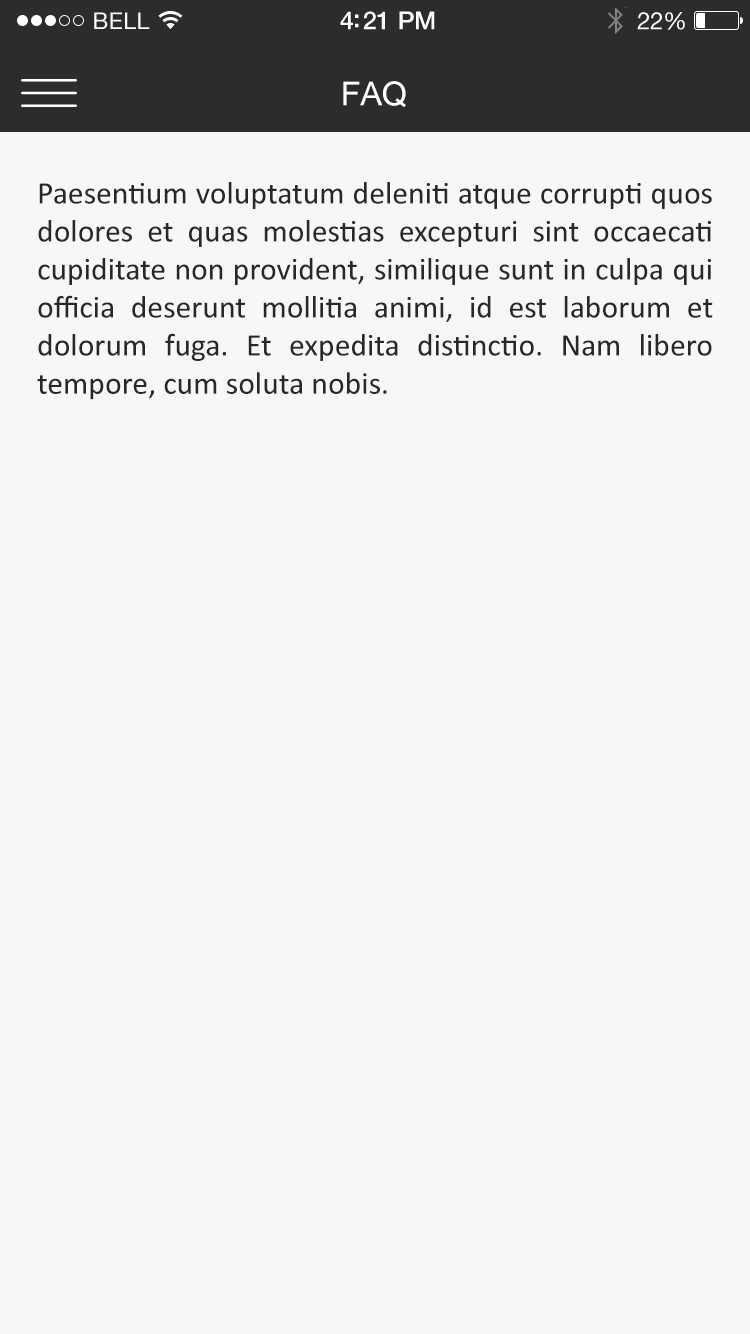 BELL 4:21 PM 22%
FAQ
Paesentium voluptatum deleniti atque corrupti quos
dolores et quas molestias excepturi sint occaecati
cupiditate non provident, similique sunt in culpa qui
officia deserunt mollitia animi, id est laborum et
dolorum fuga. Et expedita distinctio. Nam libero
tempore, cum soluta nobis.